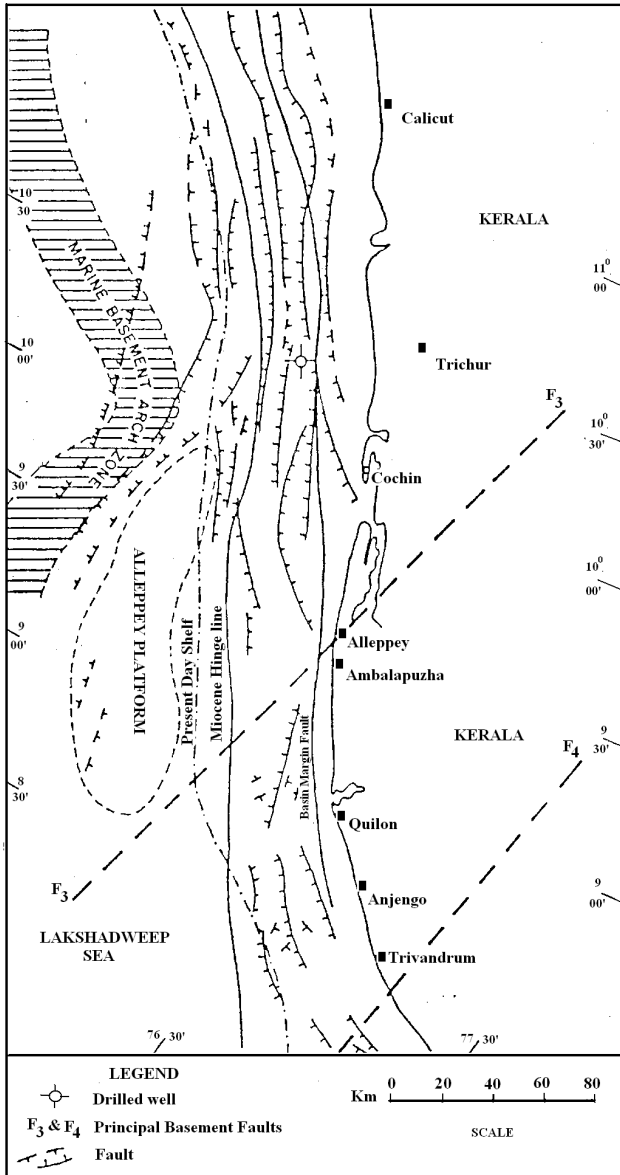 Calicut
10
30
KERALA
11⁰
00
MARINE BASEMENT ARCH ZONE
10
00'
Trichur
F3
10⁰
30'
9
30'
Cochin
10⁰
00'
ALLEPPEY PLATFORM
Present Day Shelf
Miocene Hinge line
9
00'
Alleppey
Ambalapuzha
KERALA
9
30'
F4
8
30'
Basin Margin Fault
Quilon
F3
Anjengo
9
00'
LAKSHADWEEP
SEA
Trivandrum
76
30'
77
30'
LEGEND
Drilled well
F3 & F4 Principal Basement Faults
Fault
Km 0 20 40 60 80
SCALE